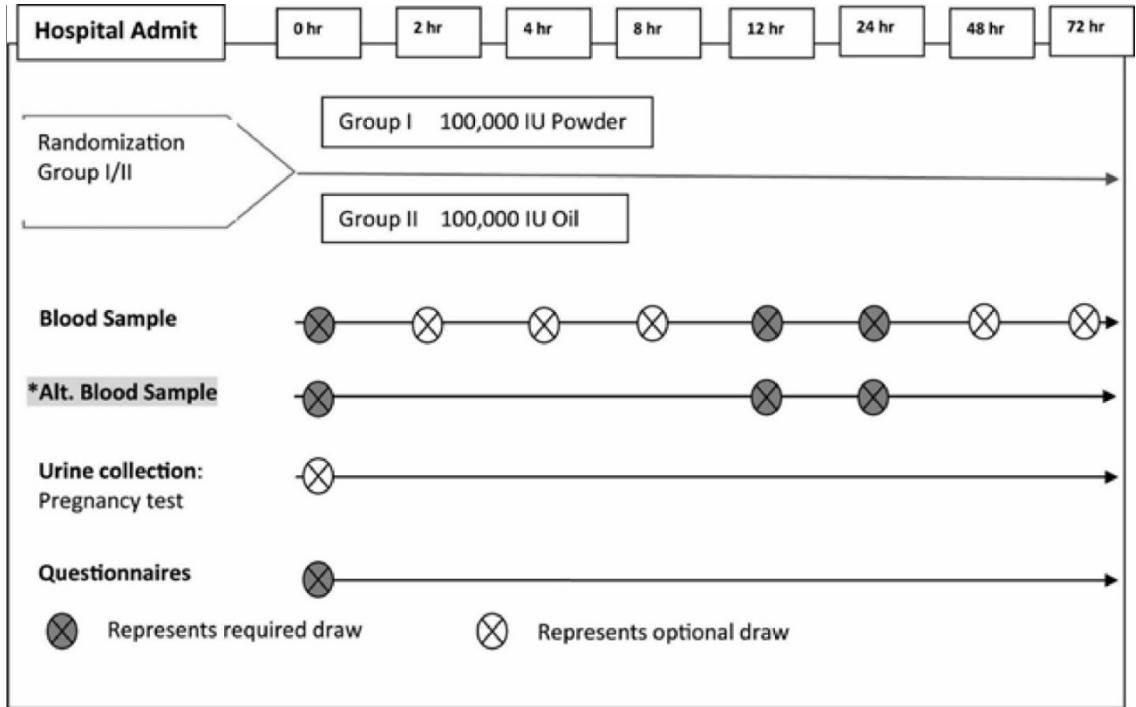 Hospital Admit 0 hr 2 hr 4 hr 8 hr 12 hr 24 hr 48 hr 72 hr
Group I 100,000 IU Powder
Randomization
Group I/II
Group II 100,000 IU Oil
Blood Sample
*Alt. Blood Sample
Urine collection:
Pregnancy test
Questionnaires
Represents required draw Represents optional draw